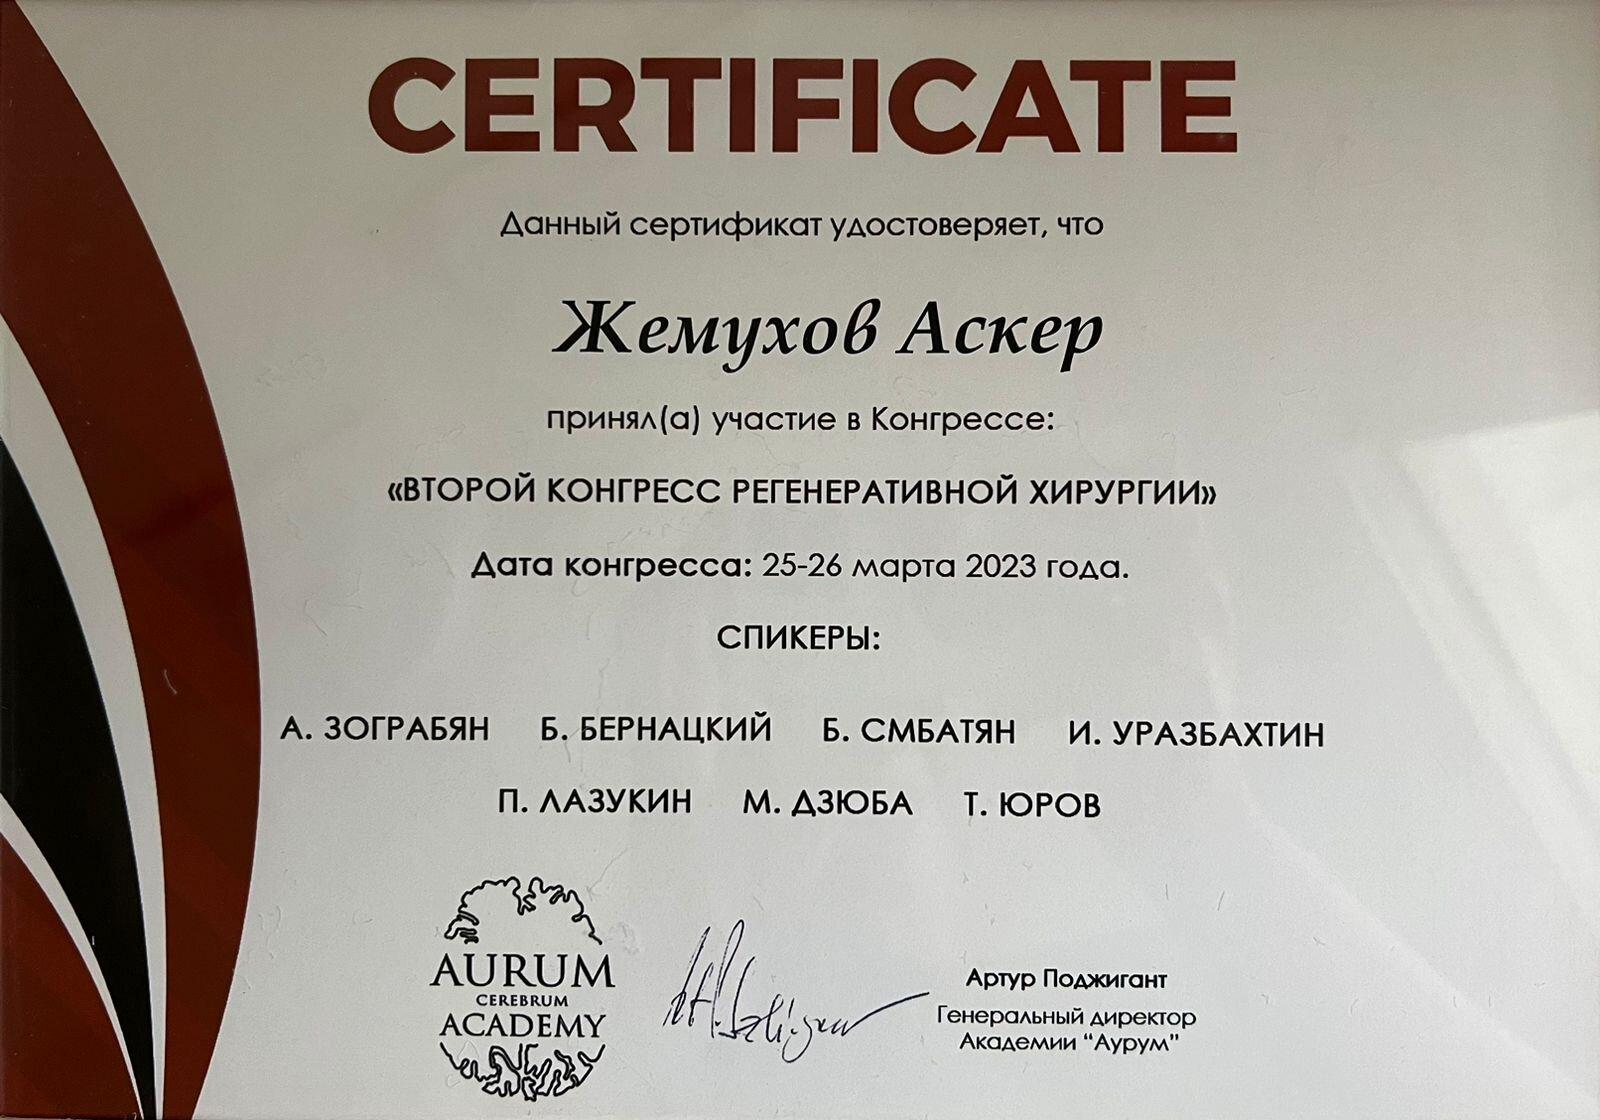 CERTIFICATE
Данный сертификат удостоверяет, что
Жемухов Аскер
принял(а) участие в Конгрессе:
«ВТОРОЙ КОНГРЕСС РЕГЕНЕРАТИВНОЙ ХИРУРГИИ»
Дата конгресса: 25-26 марта 2023 года.
СПИКЕРЫ:
А. ЗОГРАБЯН Б. БЕРНАЦКИЙ Б. СМБАТЯН И. УРАЗБАХТИН
П. ЛАЗУКИН М. ДЗЮБА Т. ЮРОВ
AURUM
CEREBRUM
ACADEMY
Артур Поджигант
Генеральный директор
Академии “Аурум”